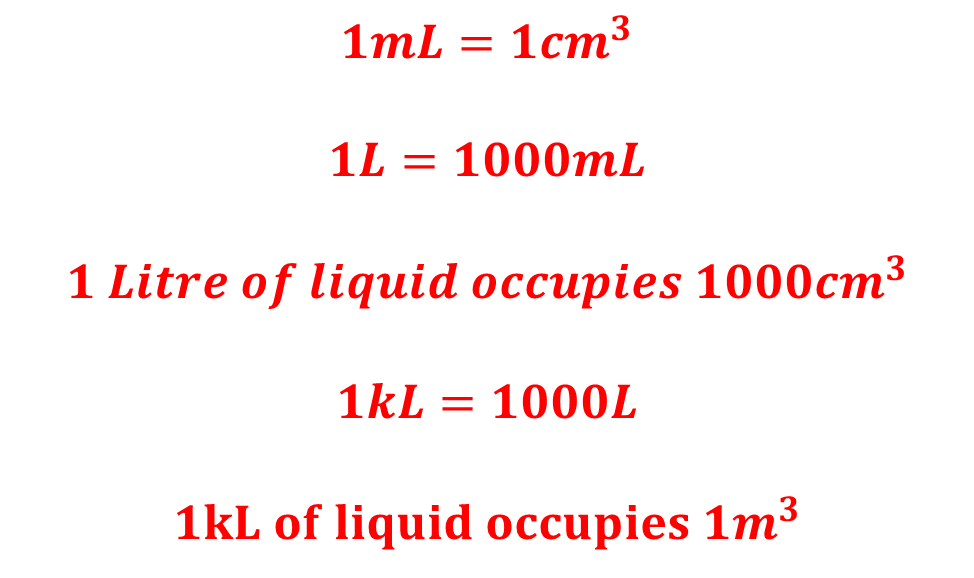 1mL = 1cm³
1L = 1000mL
1 Litre of liquid occupies 1000cm³
1kL = 1000L
1kL of liquid occupies 1m³